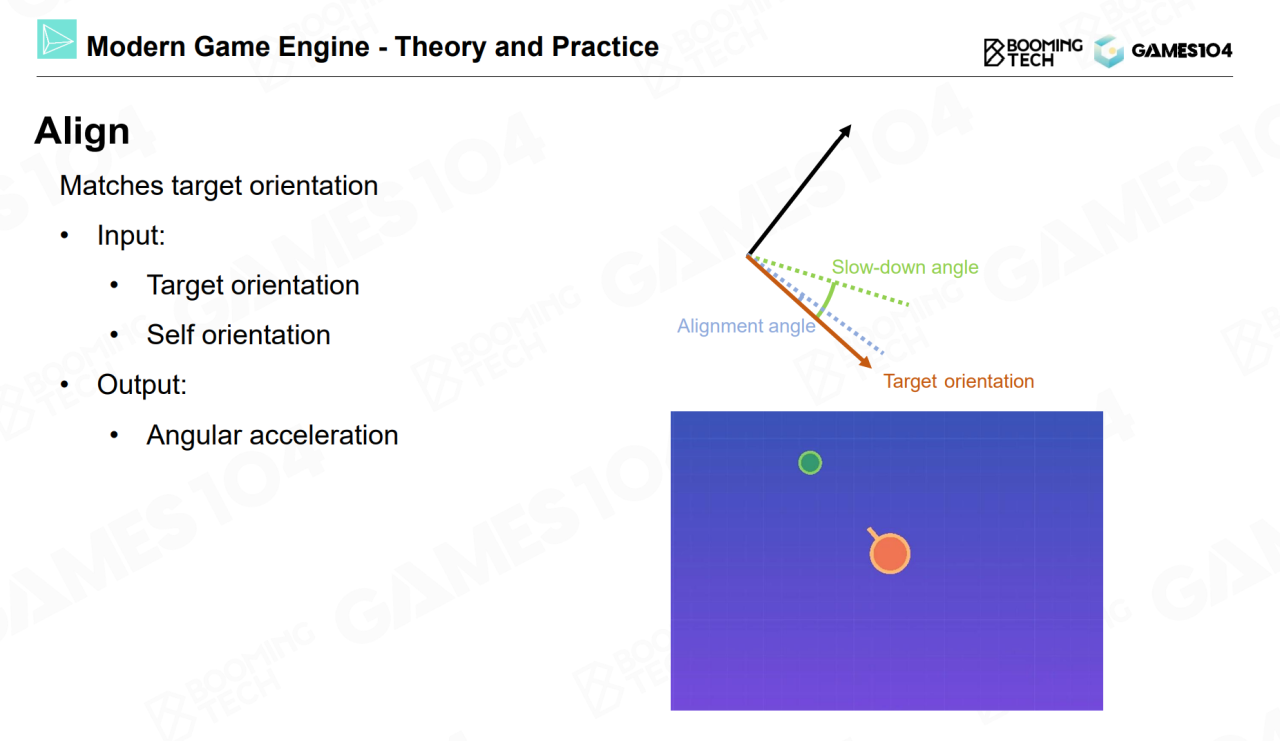 Modern Game Engine - Theory and Practice
BOOMING
TECH
GAMES104
Align
Matches target orientation
• Input:
• Target orientation
• Self orientation
• Output:
• Angular acceleration
Slow-down angle
Alignment angle
Target orientation